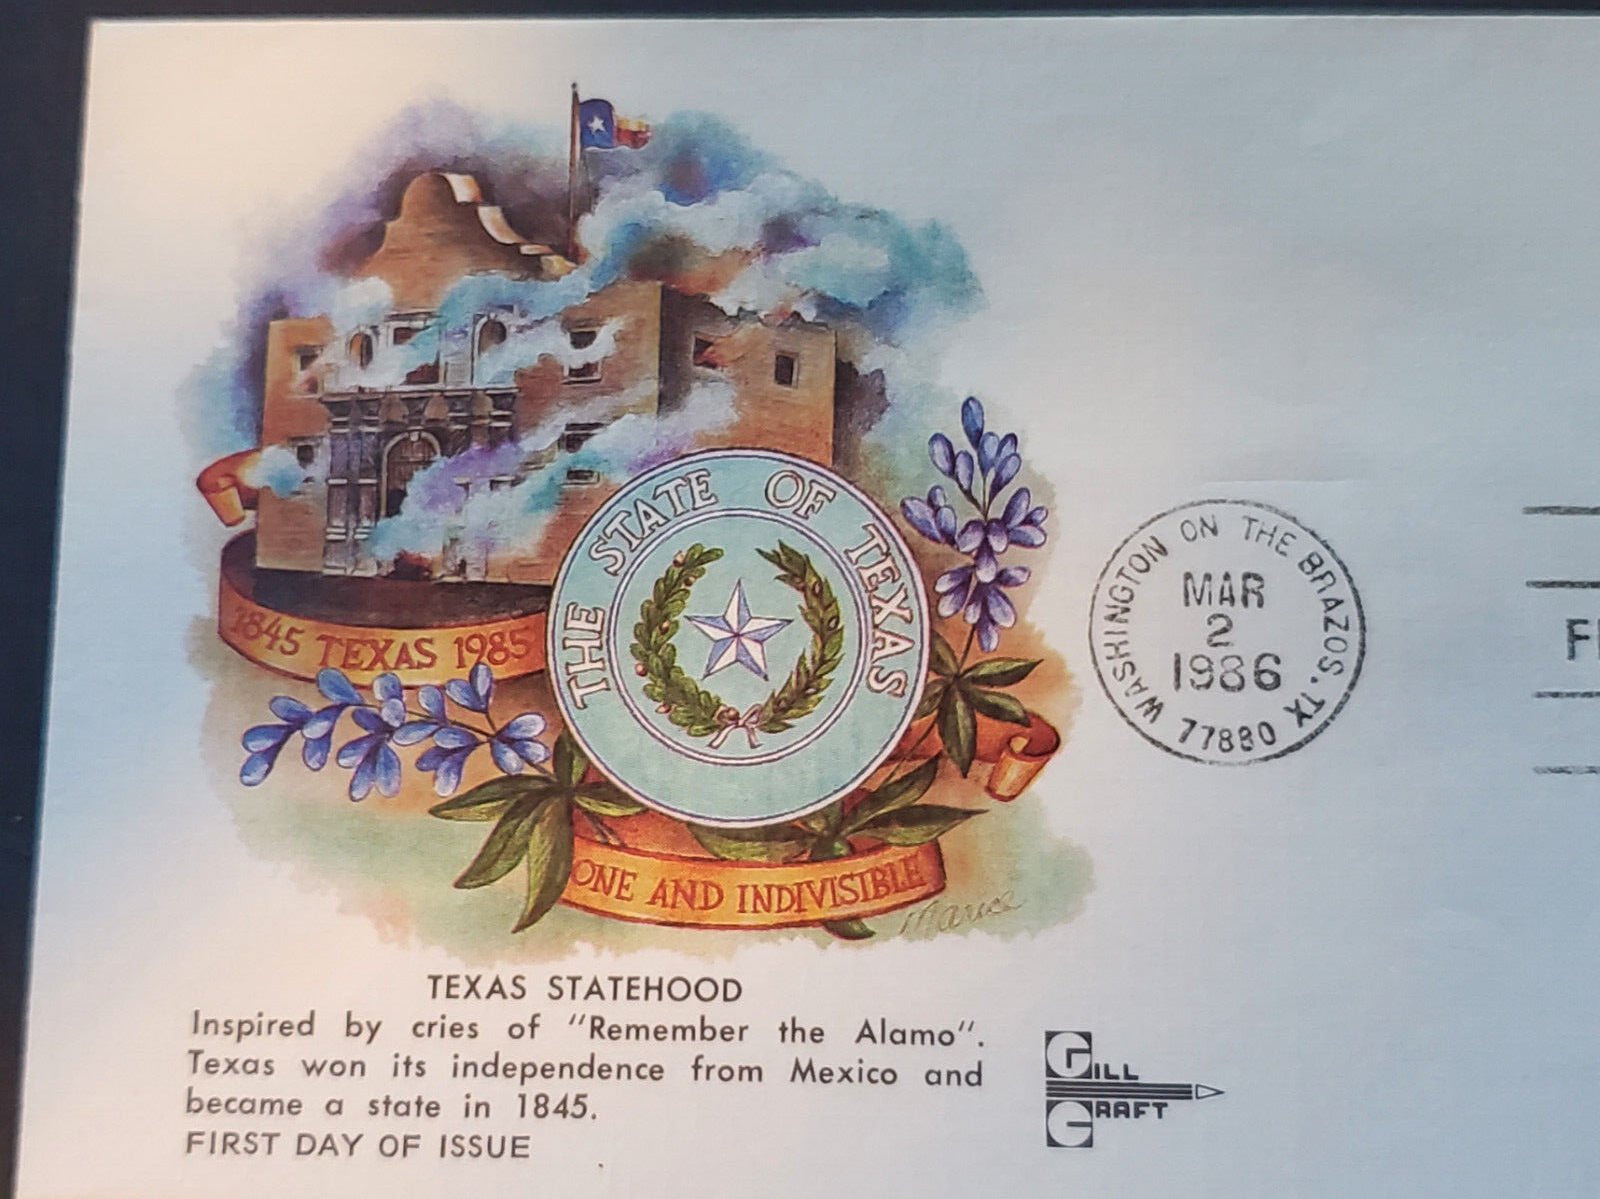 THE STATE OF TEXAS
1845 TEXAS 1985
ONE AND INDIVISIBLE
Marice
WASHINGTON ON THE BRAZOS, TX
MAR
2
1986
77880
TEXAS STATEHOOD
Inspired by cries of "Remember the Alamo".
Texas won its independence from Mexico and
became a state in 1845.
FIRST DAY OF ISSUE
GILL
CRAFT